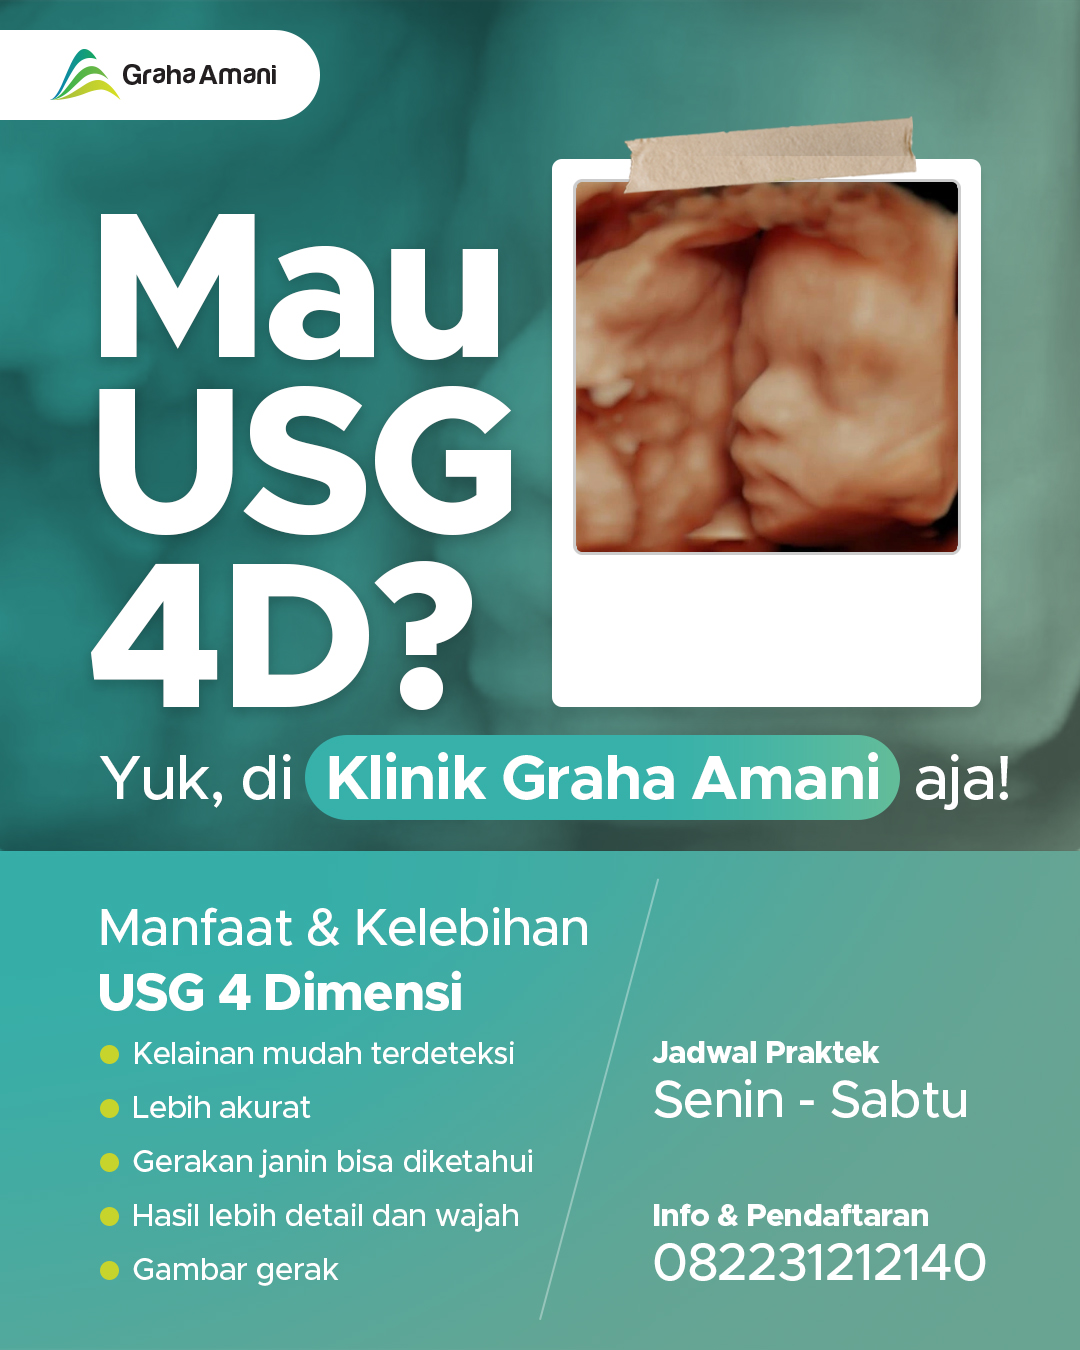 Graha Amani
Mau
USG
4D?
Yuk, di Klinik Graha Amani aja!
Manfaat & Kelebihan
USG 4 Dimensi
Kelainan mudah terdeteksi
Lebih akurat
Gerakan janin bisa diketahui
Hasil lebih detail dan wajah
Gambar gerak
Jadwal Praktek
Senin - Sabtu
Info & Pendaftaran
082231212140